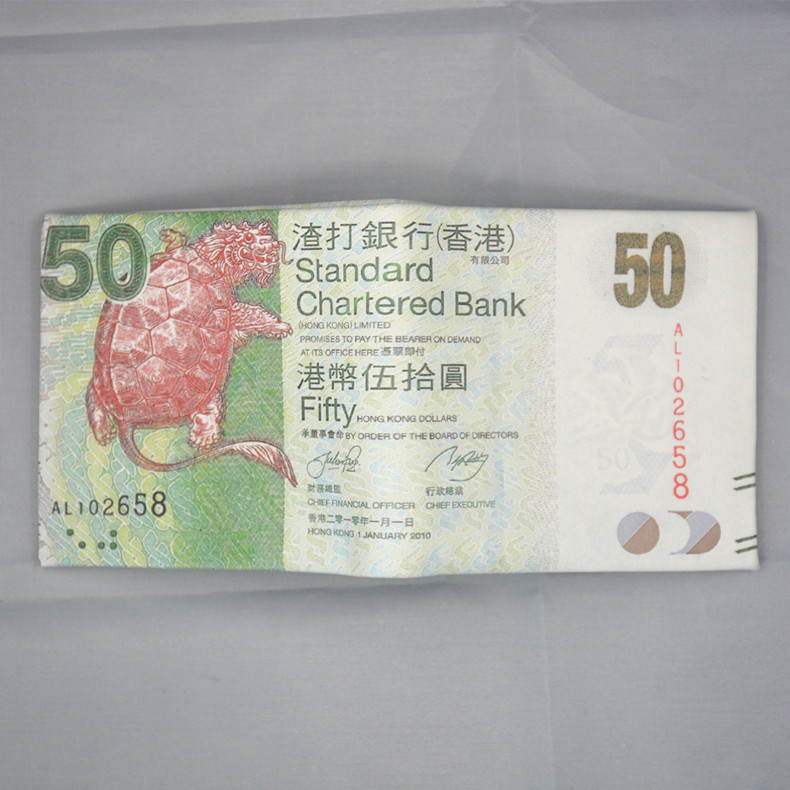 50
渣打銀行(香港)
有限公司
Standard
Chartered Bank
(HONG KONG) LIMITED
PROMISES TO PAY THE BEARER ON DEMAND
AT ITS OFFICE HERE 憑票即付
港幣伍拾圓
Fifty HONG KONG DOLLARS
承董事會命 BY ORDER OF THE BOARD OF DIRECTORS
財務總監
CHIEF FINANCIAL OFFICER
行政總裁
CHIEF EXECUTIVE
香港二零一零年一月一日
HONG KONG 1 JANUARY 2010
AL102658
50
AL102658